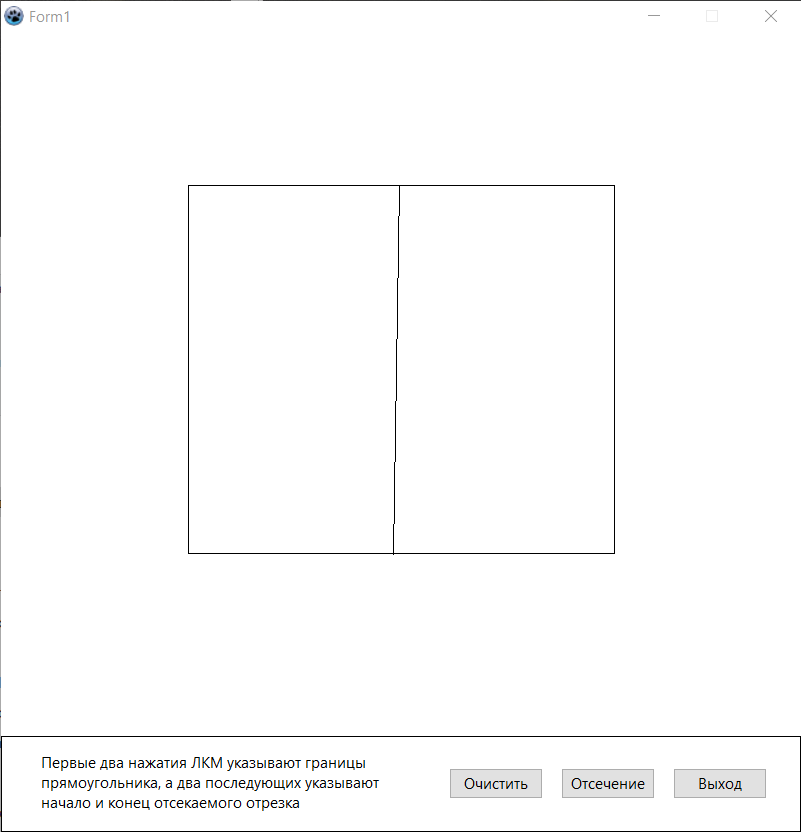 Form1
Первые два нажатия ЛКМ указывают границы
прямоугольника, а два последующих указывают
начало и конец отсекаемого отрезка
Очистить
Отсечение
Выход